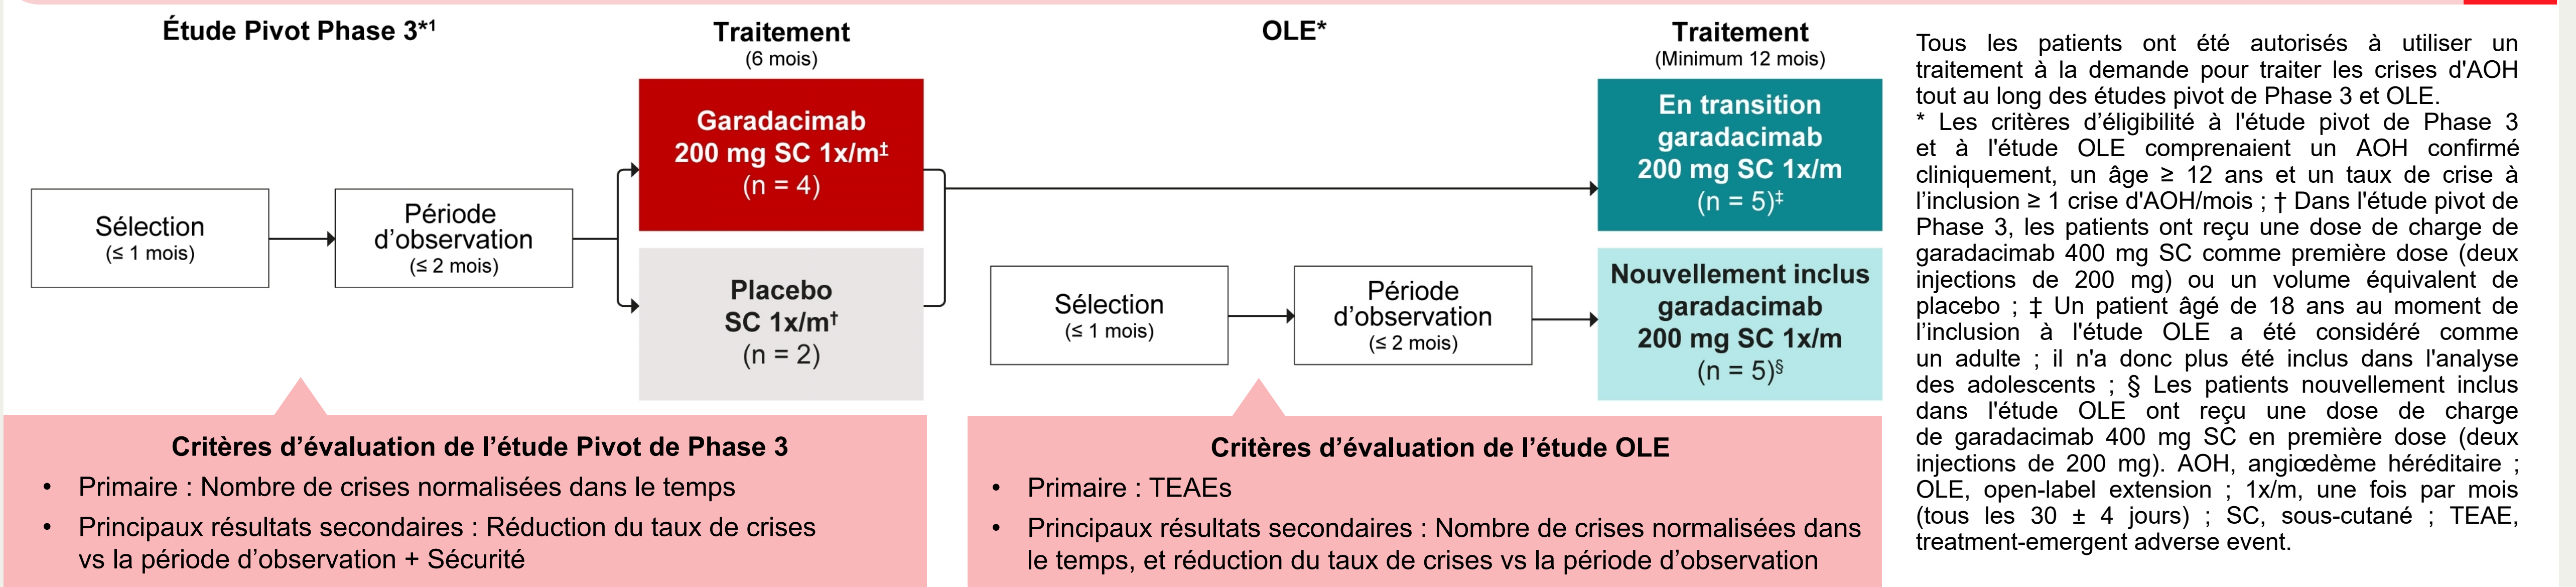 Étude Pivot Phase 3*¹
Traitement
(6 mois)
OLE*
Traitement
(Minimum 12 mois)
Sélection
(≤ 1 mois)
Période
d’observation
(≤ 2 mois)
Garadacimab
200 mg SC 1x/m‡
(n = 4)
Placebo
SC 1x/m†
(n = 2)
Sélection
(≤ 1 mois)
Période
d’observation
(≤ 2 mois)
En transition
garadacimab
200 mg SC 1x/m
(n = 5)‡
Nouvellement inclus
garadacimab
200 mg SC 1x/m
(n = 5)§
Critères d’évaluation de l’étude Pivot de Phase 3
• Primaire : Nombre de crises normalisées dans le temps
• Principaux résultats secondaires : Réduction du taux de crises
vs la période d’observation + Sécurité
Critères d’évaluation de l’étude OLE
• Primaire : TEAEs
• Principaux résultats secondaires : Nombre de crises normalisées dans
le temps, et réduction du taux de crises vs la période d’observation
Tous les patients ont été autorisés à utiliser un
traitement à la demande pour traiter les crises d'AOH
tout au long des études pivot de Phase 3 et OLE.
* Les critères d’éligibilité à l'étude pivot de Phase 3
et à l'étude OLE comprenaient un AOH confirmé
cliniquement, un âge ≥ 12 ans et un taux de crise à
l’inclusion ≥ 1 crise d'AOH/mois ; † Dans l'étude pivot de
Phase 3, les patients ont reçu une dose de charge de
garadacimab 400 mg SC comme première dose (deux
injections de 200 mg) ou un volume équivalent de
placebo ; ‡ Un patient âgé de 18 ans au moment de
l’inclusion à l'étude OLE a été considéré comme
un adulte ; il n'a donc plus été inclus dans l'analyse
des adolescents ; § Les patients nouvellement inclus
dans l'étude OLE ont reçu une dose de charge
de garadacimab 400 mg SC en première dose (deux
injections de 200 mg). AOH, angiœdème héréditaire ;
OLE, open-label extension ; 1x/m, une fois par mois
(tous les 30 ± 4 jours) ; SC, sous-cutané ; TEAE,
treatment-emergent adverse event.